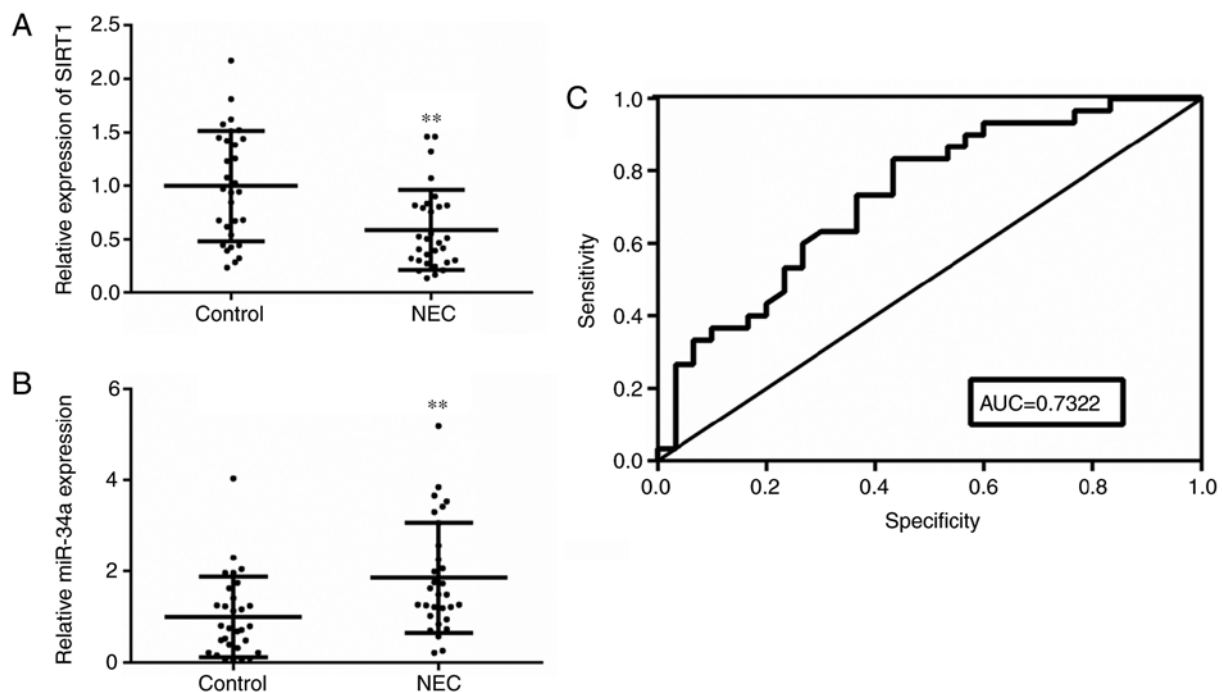 A
Relative expression of SIRT1
2.5
2.0
1.5
1.0
0.5
0.0
**
Control
NEC
B
Relative miR-34a expression
6
4
2
0
**
Control
NEC
C
Sensitivity
1.0
0.8
0.6
0.4
0.2
0.0
AUC=0.7322
0.0
0.2
0.4
0.6
0.8
1.0
Specificity